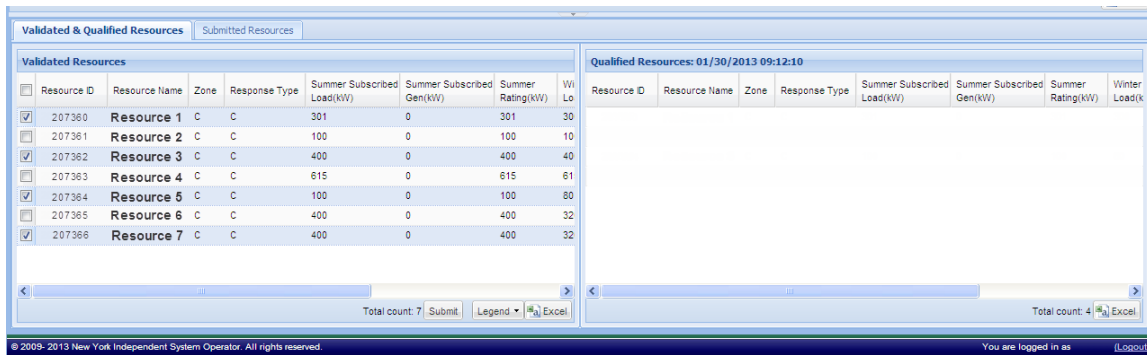 Validated & Qualified Resources Submitted Resources
Validated Resources
Resource ID Resource Name Zone Response Type Summer Subscribed Load(kW) Summer Subscribed Gen(kW) Summer Rating(kW) Wi Lo
207360 Resource 1 C C 301 0 301 30
207361 Resource 2 C C 100 0 100 10
207362 Resource 3 C C 400 0 400 40
207363 Resource 4 C C 615 0 615 61
207364 Resource 5 C C 100 0 100 80
207365 Resource 6 C C 400 0 400 32
207366 Resource 7 C C 400 0 400 32
Total count: 7 Submit Legend Excel
Qualified Resources: 01/30/2013 09:12:10
Resource ID Resource Name Zone Response Type Summer Subscribed Load(kW) Summer Subscribed Gen(kW) Summer Rating(kW) Winter Load(k
Total count: 4 Excel
© 2009- 2013 New York Independent System Operator. All rights reserved. You are logged in as (Logout